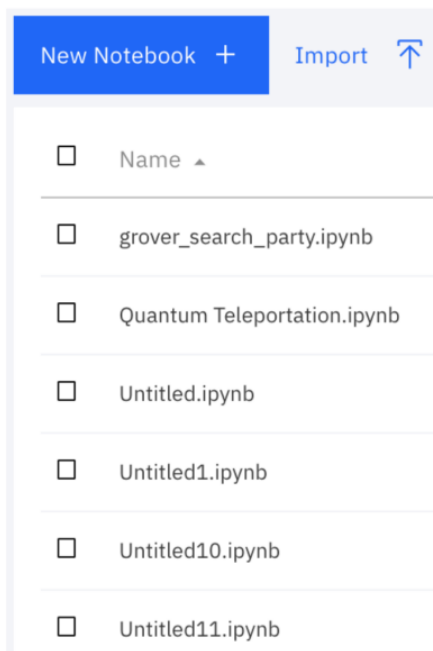 New Notebook + Import
Name
grover_search_party.ipynb
Quantum Teleportation.ipynb
Untitled.ipynb
Untitled1.ipynb
Untitled10.ipynb
Untitled11.ipynb